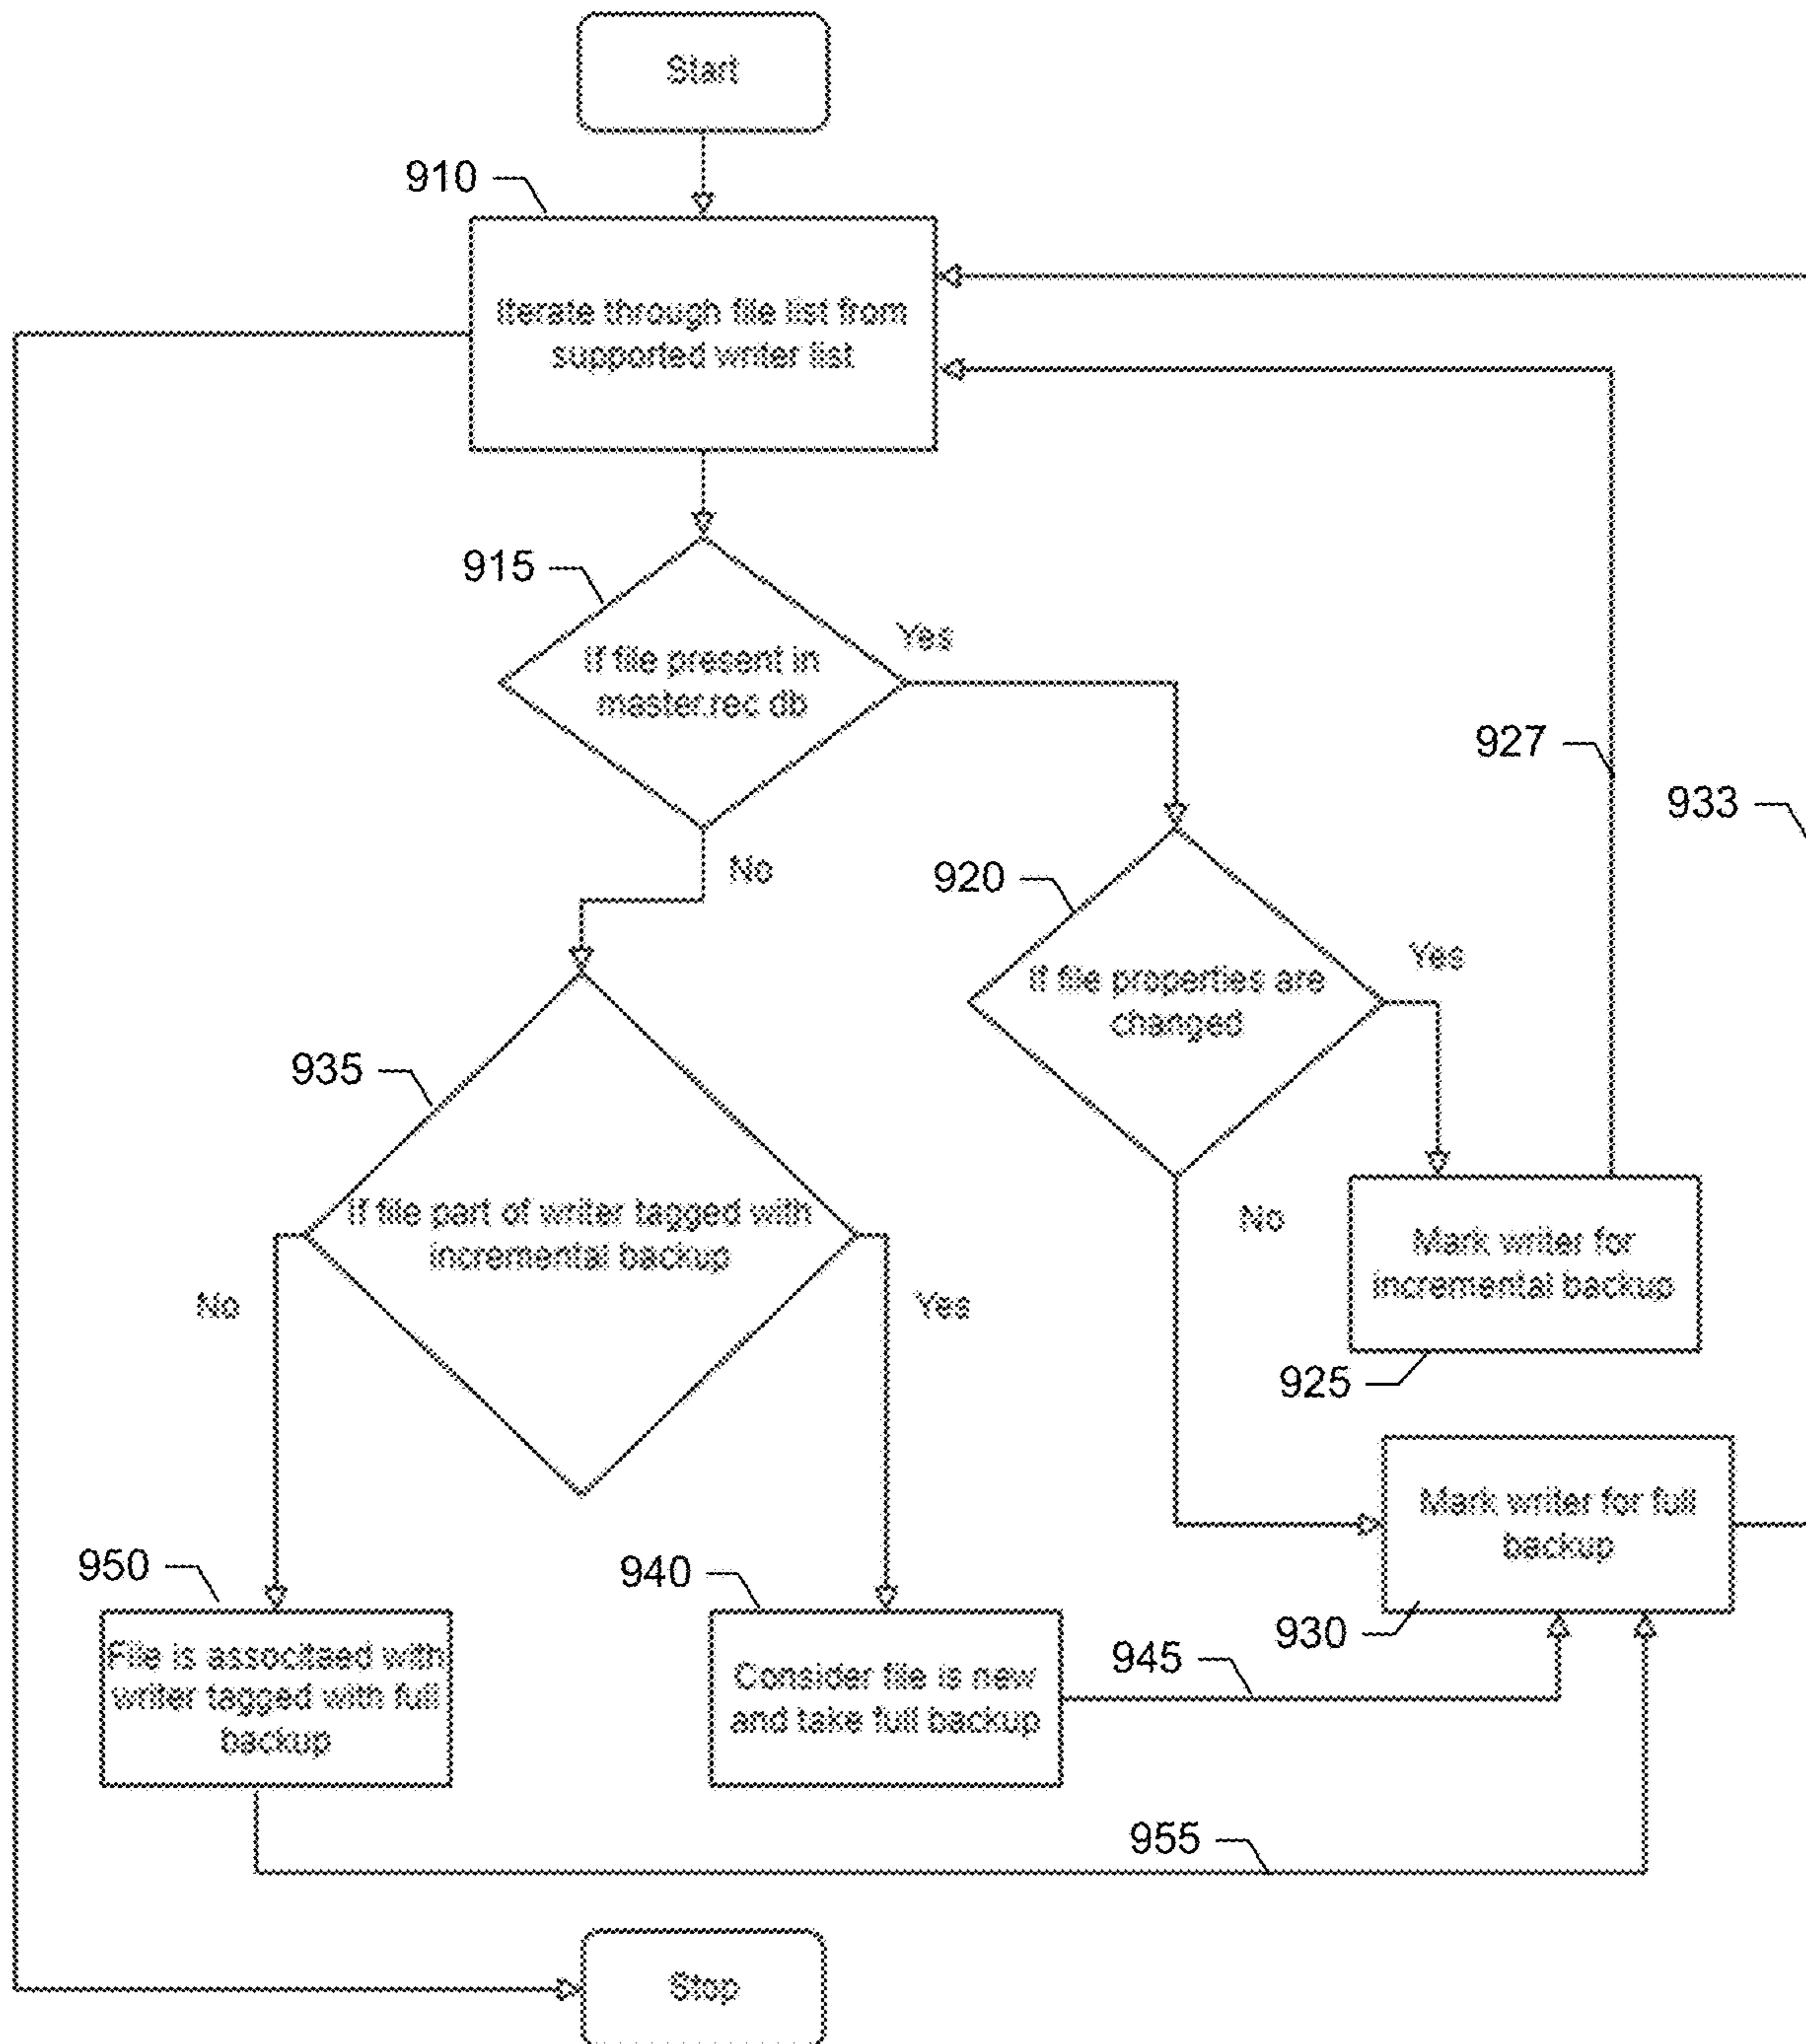 Start
910
Iterate through file list from
supported writer list
915
If file present in
master.rec db
Yes
No
927
933
920
If file properties are
changed
Yes
No
935
If file part of writer tagged with
incremental backup
No
Yes
Mark writer for
incremental backup
925
Mark writer for full
backup
930
950
File is associtaed with
writer tagged with full
backup
940
Consider file is new
and take full backup
945
955
Stop